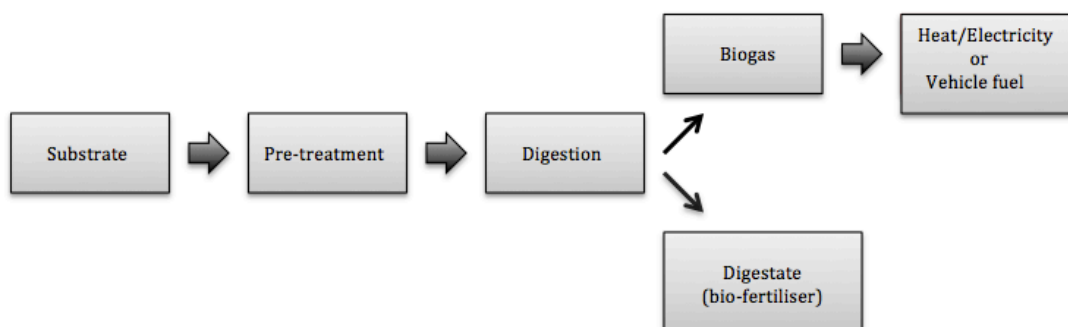 Substrate
Pre-treatment
Digestion
Biogas
Heat/Electricity
or
Vehicle fuel
Digestate
(bio-fertiliser)